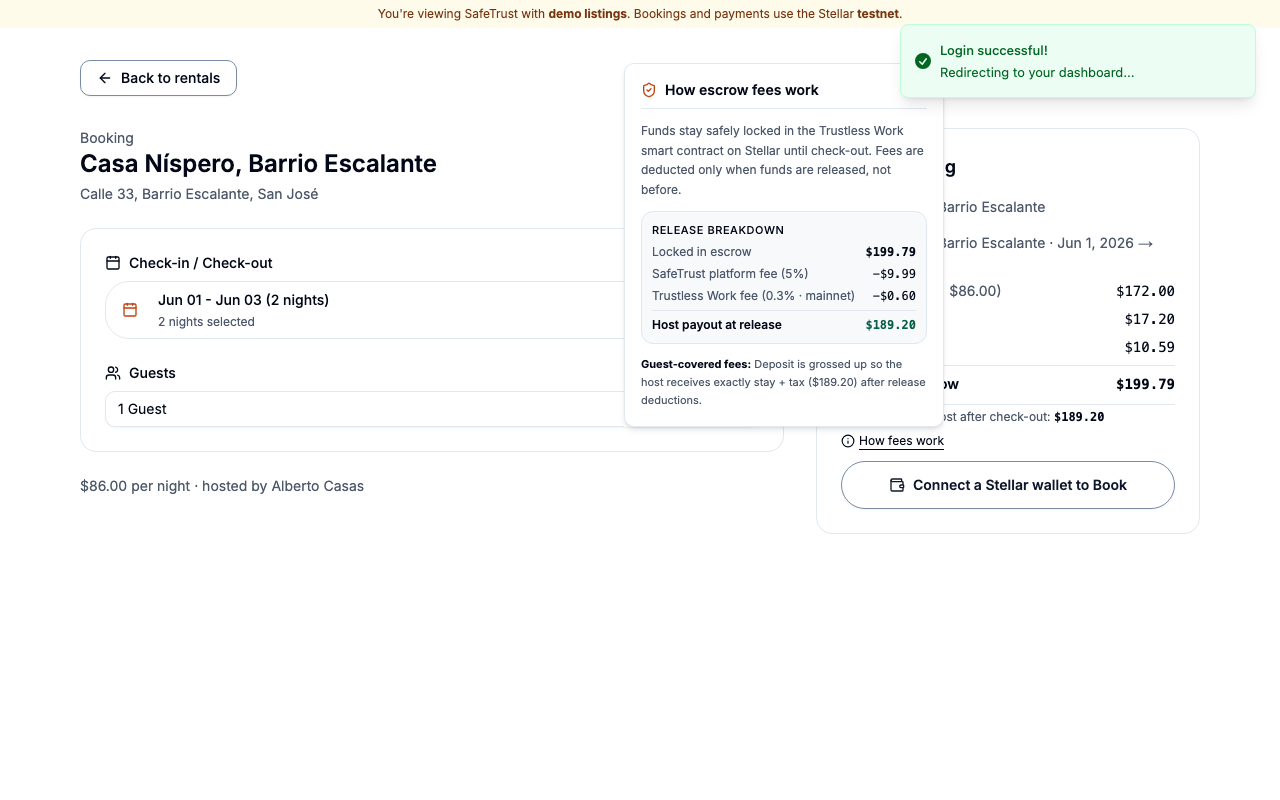 You're viewing SafeTrust with demo listings. Bookings and payments use the Stellar testnet.
Login successful!
Redirecting to your dashboard...
Back to rentals
Booking
Casa Níspero, Barrio Escalante
Calle 33, Barrio Escalante, San José
Check-in / Check-out
Jun 01 - Jun 03 (2 nights)
2 nights selected
Guests
1 Guest
$86.00 per night · hosted by Alberto Casas
How escrow fees work
Funds stay safely locked in the Trustless Work
smart contract on Stellar until check-out. Fees are
deducted only when funds are released, not
before.
RELEASE BREAKDOWN
Locked in escrow $199.79
SafeTrust platform fee (5%) −$9.99
Trustless Work fee (0.3% · mainnet) −$0.60
Host payout at release $189.20
Guest-covered fees: Deposit is grossed up so the
host receives exactly stay + tax ($189.20) after release
deductions.
Barrio Escalante
Barrio Escalante · Jun 1, 2026 →
$86.00) $172.00
$17.20
$10.59
$199.79
after check-out: $189.20
How fees work
Connect a Stellar wallet to Book